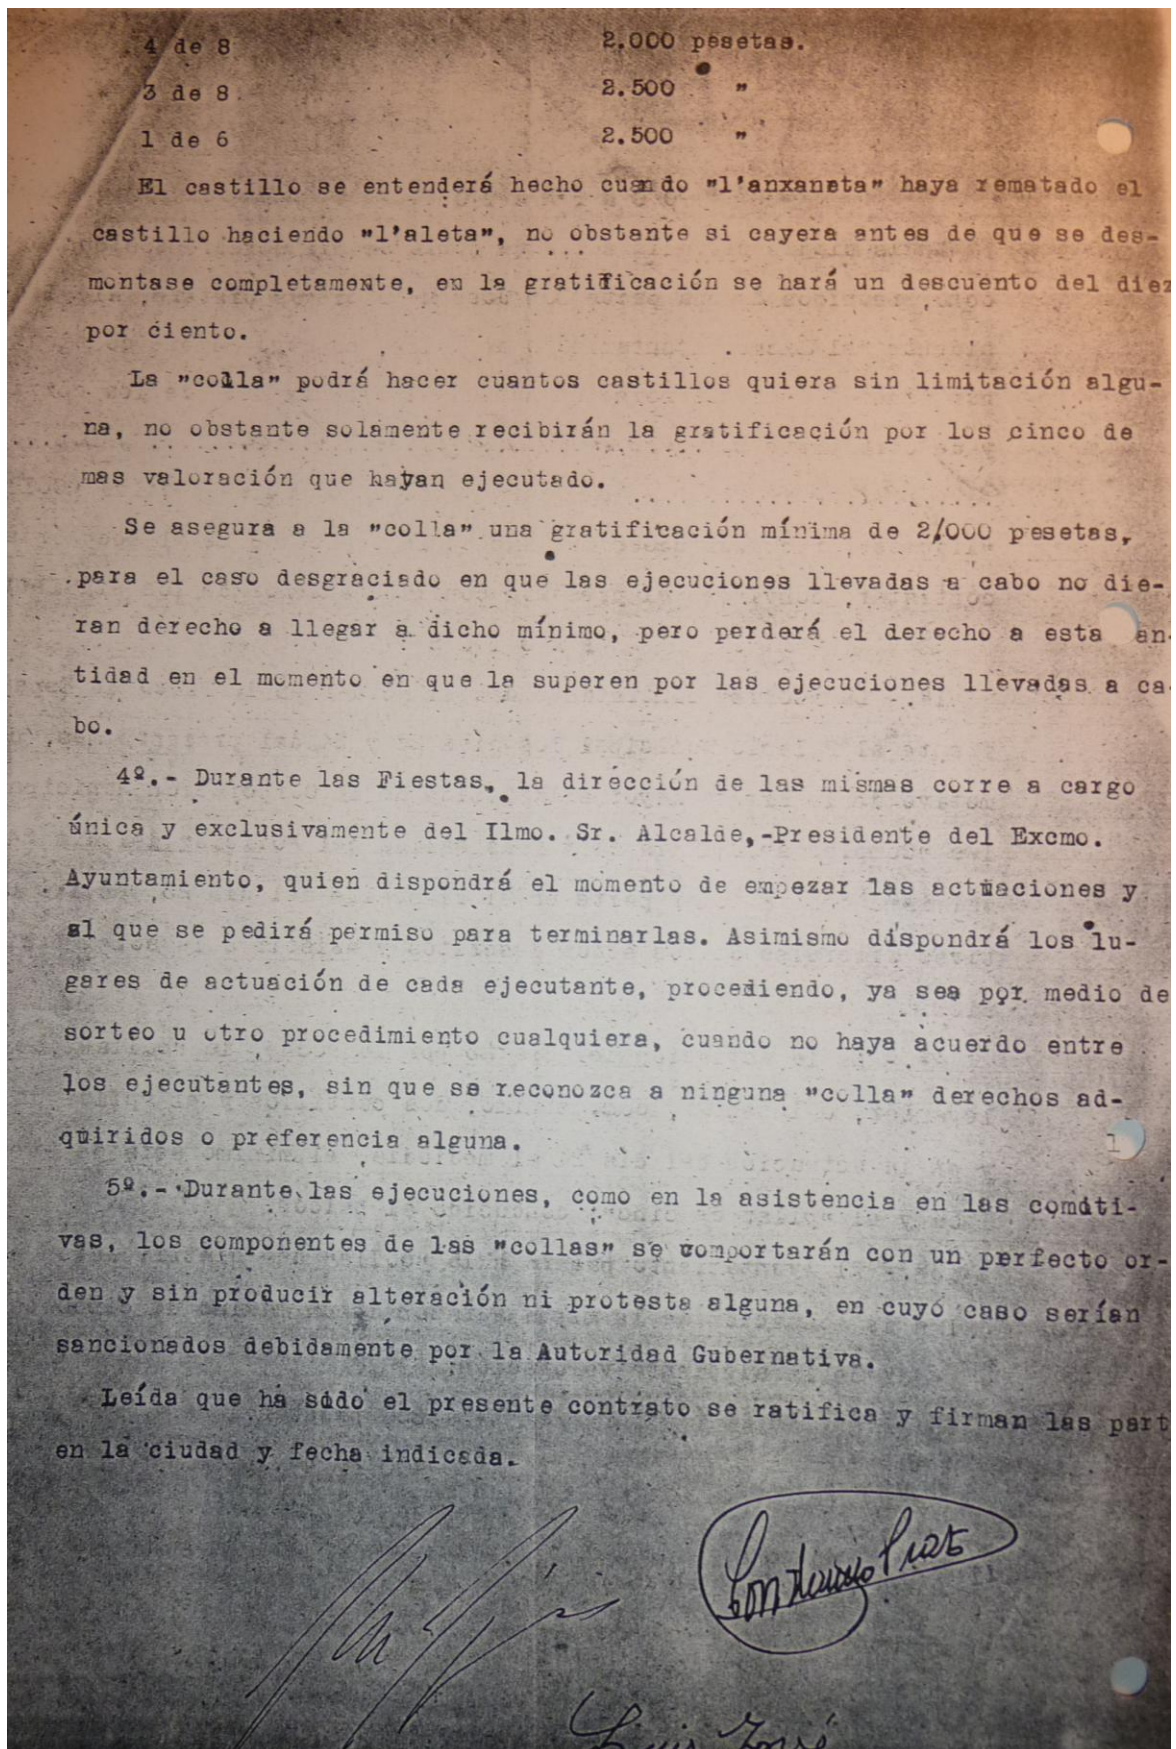 4 de 8 2.000 pesetas.
3 de 8 2.500 "
1 de 6 2.500 "
El castillo se entenderá hecho cuando "l'anxaneta" haya rematado el
castillo haciendo "l'aleta", no obstante si cayera antes de que se des-
montase completamente, en la gratificación se hará un descuento del diez
por ciento.
La "colla" podrá hacer cuantos castillos quiera sin limitación algu-
na, no obstante solamente recibirán la gratificación por los cinco de
mas valoración que hayan ejecutado.
Se asegura a la "colla" una gratificación mínima de 2/000 pesetas,
para el caso desgraciado en que las ejecuciones llevadas a cabo no die-
ran derecho a llegar a dicho mínimo, pero perderá el derecho a esta an-
tidad en el momento en que la superen por las ejecuciones llevadas a ca-
bo.
4º.- Durante las Fiestas, la dirección de las mismas corre a cargo
única y exclusivamente del Ilmo. Sr. Alcalde,-Presidente del Excmo.
Ayuntamiento, quien dispondrá el momento de empezar las actuaciones y
al que se pedirá permiso para terminarlas. Asimismo dispondrá los lu-
gares de actuación de cada ejecutante, procediendo, ya sea por medio de
sorteo u otro procedimiento cualquiera, cuando no haya acuerdo entre
los ejecutantes, sin que se reconozca a ninguna "colla" derechos ad-
quiridos o preferencia alguna.
5º.- Durante las ejecuciones, como en la asistencia en las comiti-
vas, los componentes de las "collas" se comportarán con un perfecto or-
den y sin producir alteración ni protesta alguna, en cuyo caso serían
sancionados debidamente por la Autoridad Gubernativa.
Leída que ha sido el presente contrato se ratifica y firman las part
en la ciudad y fecha indicada.
Luis